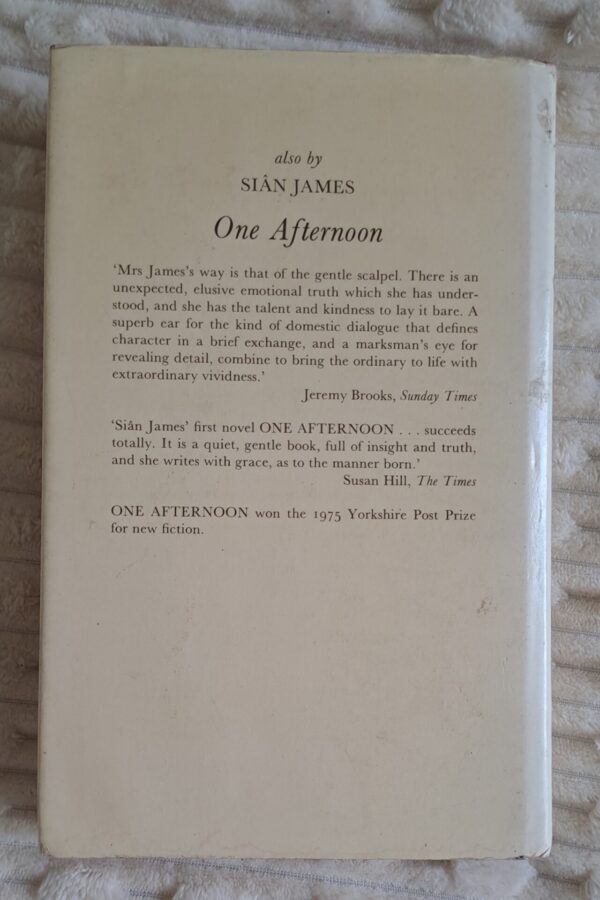 also by
SIÂN JAMES
One Afternoon
'Mrs James's way is that of the gentle scalpel. There is an
unexpected, elusive emotional truth which she has under-
stood, and she has the talent and kindness to lay it bare. A
superb ear for the kind of domestic dialogue that defines
character in a brief exchange, and a marksman's eye for
revealing detail, combine to bring the ordinary to life with
extraordinary vividness.'
Jeremy Brooks, Sunday Times
'Siân James' first novel ONE AFTERNOON . . . succeeds
totally. It is a quiet, gentle book, full of insight and truth,
and she writes with grace, as to the manner born.'
Susan Hill, The Times
ONE AFTERNOON won the 1975 Yorkshire Post Prize
for new fiction.